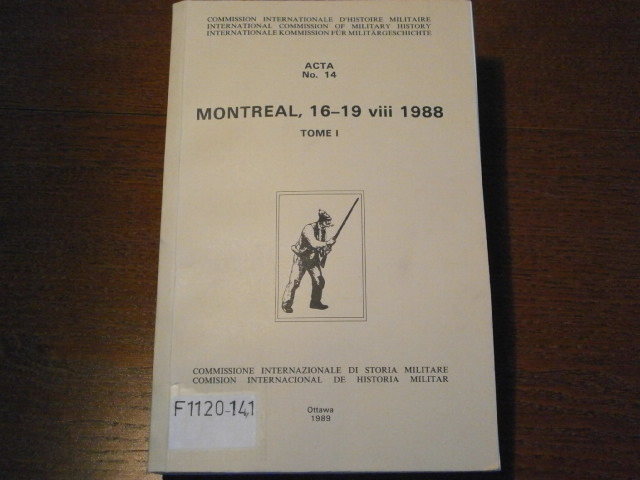 COMMISSION INTERNATIONALE D'HISTOIRE MILITAIRE
INTERNATIONAL COMMISSION OF MILITARY HISTORY
INTERNATIONALE KOMMISSION FÜR MILITÄRGESCHICHTE
ACTA
No. 14
MONTREAL, 16–19 viii 1988
TOME I
COMMISSIONE INTERNAZIONALE DI STORIA MILITARE
COMISION INTERNACIONAL DE HISTORIA MILITAR
F1120-141
Ottawa
1989